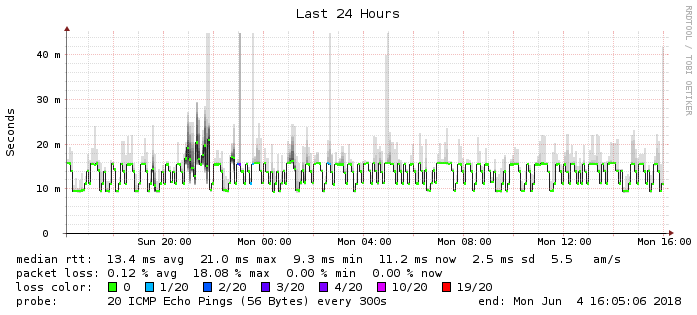 Last 24 Hours
RRDTOOL / TOBI OETIKER
Seconds
40 m
30 m
20 m
10 m
0
Sun 20:00 Mon 00:00 Mon 04:00 Mon 08:00 Mon 12:00 Mon 16:00
median rtt: 13.4 ms avg 21.0 ms max 9.3 ms min 11.2 ms now 2.5 ms sd 5.5 am/s
packet loss: 0.12 % avg 18.08 % max 0.00 % min 0.00 % now
loss color: 0 1/20 2/20 3/20 4/20 10/20 19/20
probe: 20 ICMP Echo Pings (56 Bytes) every 300s end: Mon Jun 4 16:05:06 2018